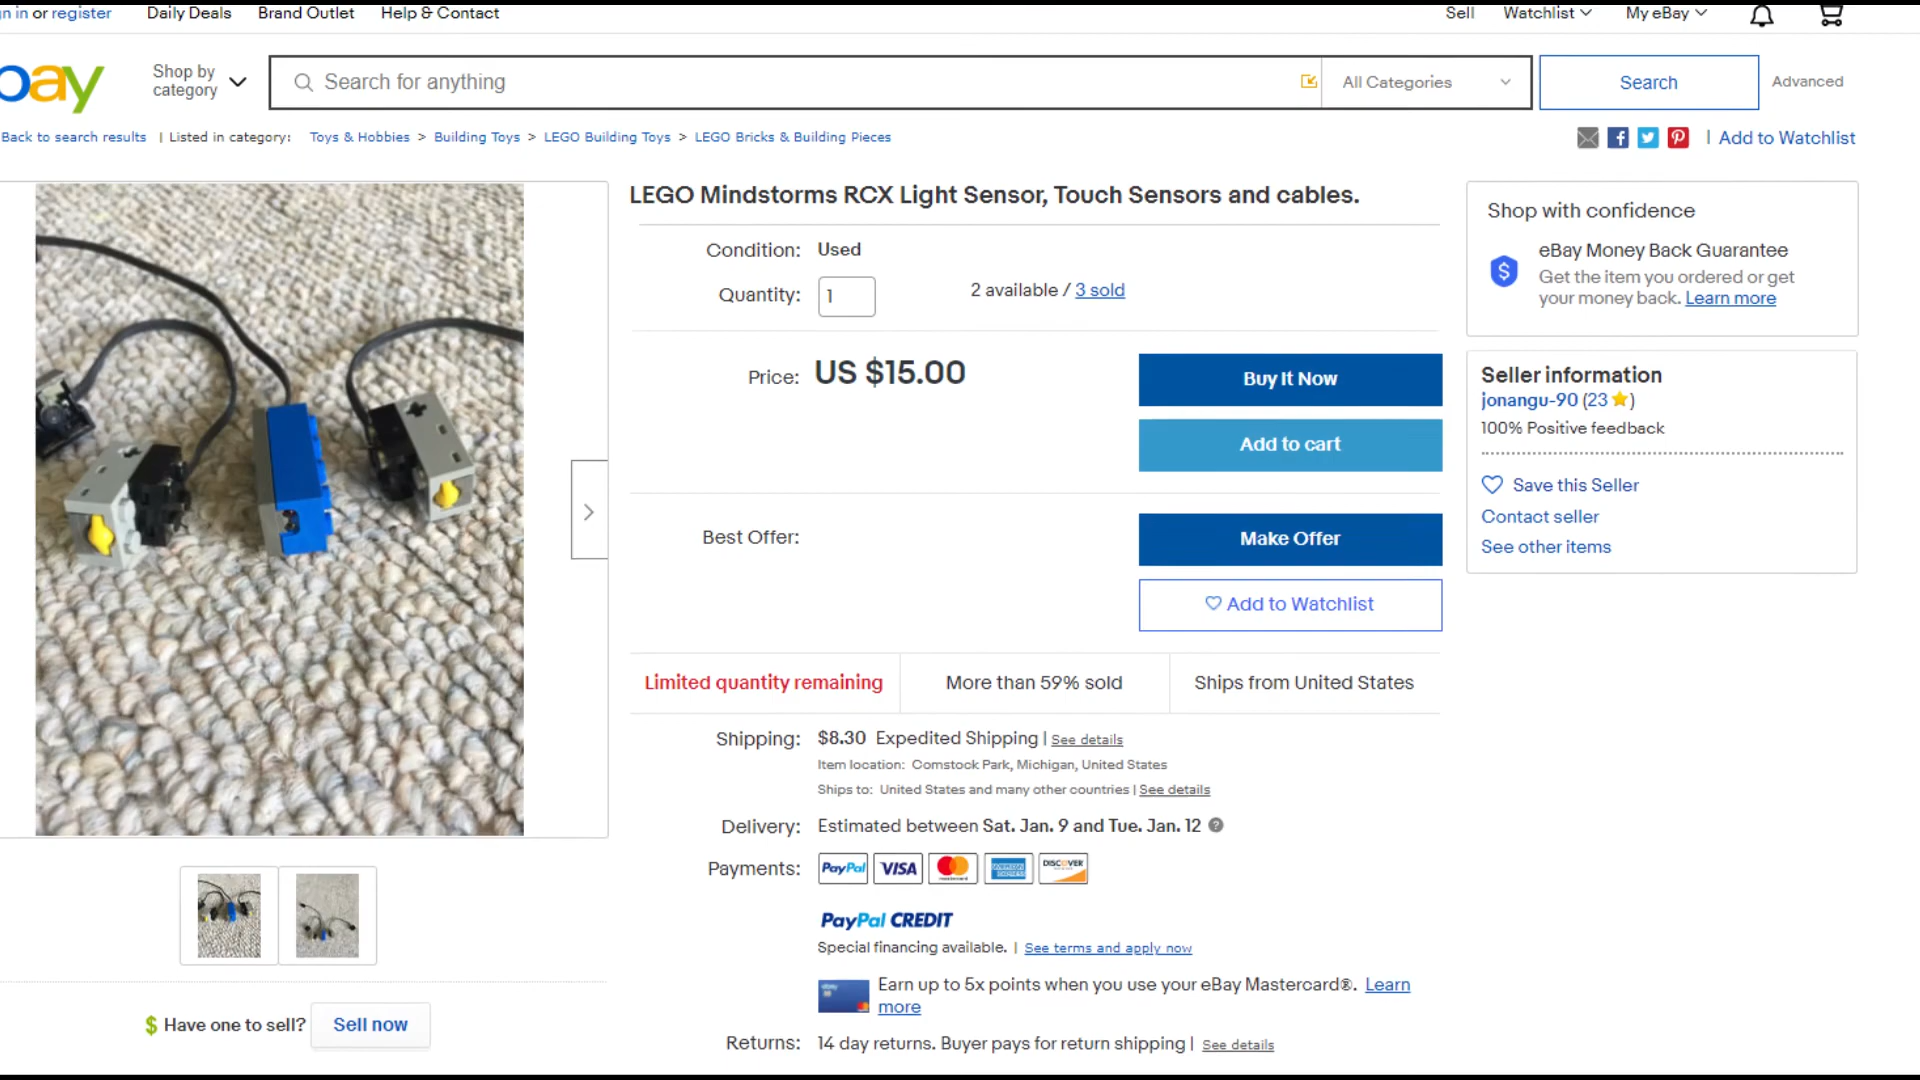 n in or register Daily Deals Brand Outlet Help & Contact Sell Watchlist My eBay
bay Shop by category Search for anything All Categories Search Advanced
Back to search results | Listed in category: Toys & Hobbies > Building Toys > LEGO Building Toys > LEGO Bricks & Building Pieces | Add to Watchlist
LEGO Mindstorms RCX Light Sensor, Touch Sensors and cables.
Condition: Used
Quantity: 1 2 available / 3 sold
Price: US $15.00
Buy It Now
Add to cart
Best Offer:
Make Offer
Add to Watchlist
Limited quantity remaining More than 59% sold Ships from United States
Shipping: $8.30 Expedited Shipping | See details
Item location: Comstock Park, Michigan, United States
Ships to: United States and many other countries | See details
Delivery: Estimated between Sat. Jan. 9 and Tue. Jan. 12
Payments: PayPal VISA DISCOVER
PayPal CREDIT
Special financing available. | See terms and apply now
Earn up to 5x points when you use your eBay Mastercard®. Learn
more
Returns: 14 day returns. Buyer pays for return shipping | See details
Shop with confidence
eBay Money Back Guarantee
Get the item you ordered or get
your money back. Learn more
Seller information
jonangu-90 (23)
100% Positive feedback
Save this Seller
Contact seller
See other items
$ Have one to sell? Sell now